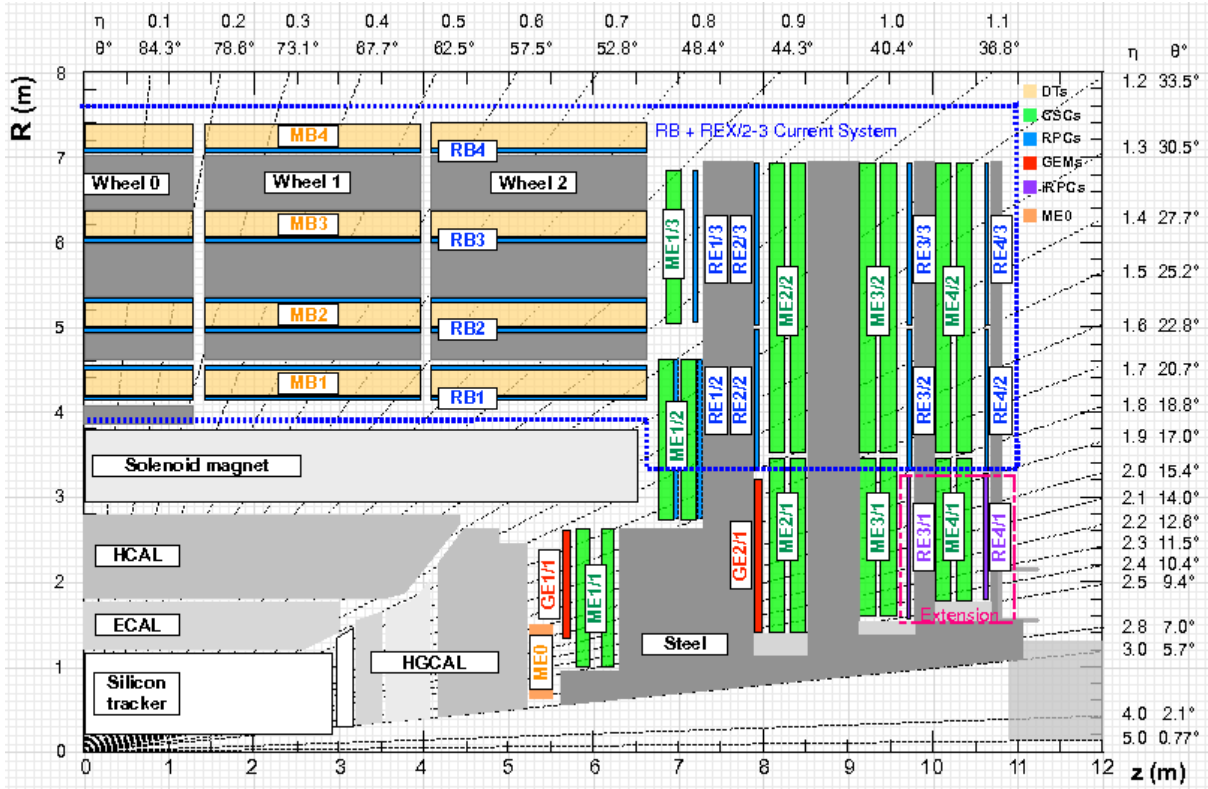 η 0.1 0.2 0.3 0.4 0.5 0.6 0.7 0.8 0.9 1.0 1.1
θ° 84.3° 78.6° 73.1° 67.7° 62.5° 57.5° 52.8° 48.4° 44.3° 40.4° 36.8° η θ°
R (m)
8
7
6
5
4
3
2
1
0
1.2 33.5°
1.3 30.5°
1.4 27.7°
1.5 25.2°
1.6 22.8°
1.7 20.7°
1.8 18.8°
1.9 17.0°
2.0 15.4°
2.1 14.0°
2.2 12.6°
2.3 11.5°
2.4 10.4°
2.5 9.4°
2.8 7.0°
3.0 5.7°
4.0 2.1°
5.0 0.77°
DTs
CSCs
RPCs
GEMs
iRPCs
ME0
RB + REX/2-3 Current System
MB4
RB4
Wheel 0 Wheel 1 Wheel 2
MB3
RB3
MB2
RB2
MB1
RB1
ME1/3
RE1/3
RE2/3
ME2/2
ME3/2
RE3/3
ME4/2
RE4/3
ME1/2
RE1/2
RE2/2
RE3/2
RE4/2
Solenoid magnet
HCAL
ECAL
HGCAL
Silicon
tracker
Steel
GE1/1
ME1/1
ME0
GE2/1
ME2/1
ME3/1
RE3/1
ME4/1
RE4/1
Extension
0 1 2 3 4 5 6 7 8 9 10 11 12
z (m)